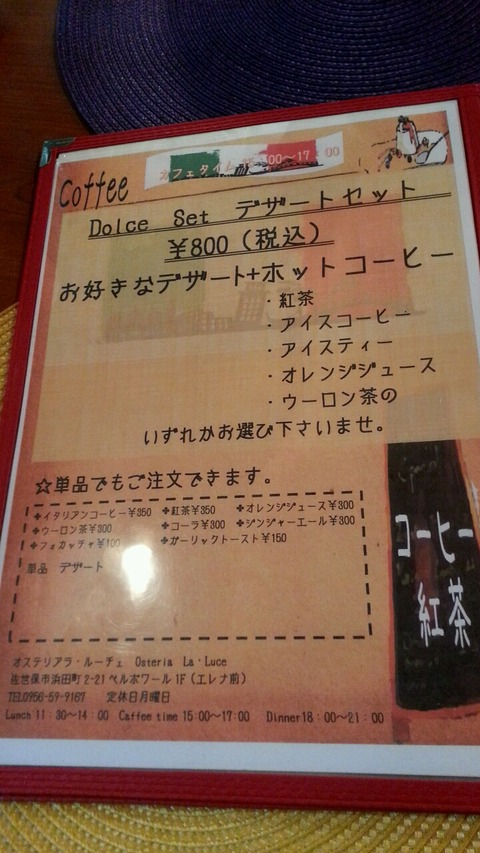 Coffee
カフェタイム 15:00～17:00
Dolce Set デザートセット
￥800（税込）
お好きなデザート+ホットコーヒー
・紅茶
・アイスコーヒー
・アイスティー
・オレンジジュース
・ウーロン茶の
いずれかお選び下さいませ。
☆単品でもご注文できます。
✤イタリアンコーヒー￥350 ✤紅茶￥350 ✤オレンジジュース￥300
✤ウーロン茶￥300 ✤コーラ￥300 ✤ジンジャーエール￥300
✤フォカッチャ￥100 ✤ガーリックトースト￥150
単品 デザート
コーヒー
紅茶
オステリアラ・ルーチェ Osteria La・Luce
佐世保市浜田町2-21ベルボワール1F（エレナ前）
TEL0956-59-9167 定休日月曜日
Lunch11：30～14：00 Caffee time 15:00～17:00 Dinner18：00～21：00